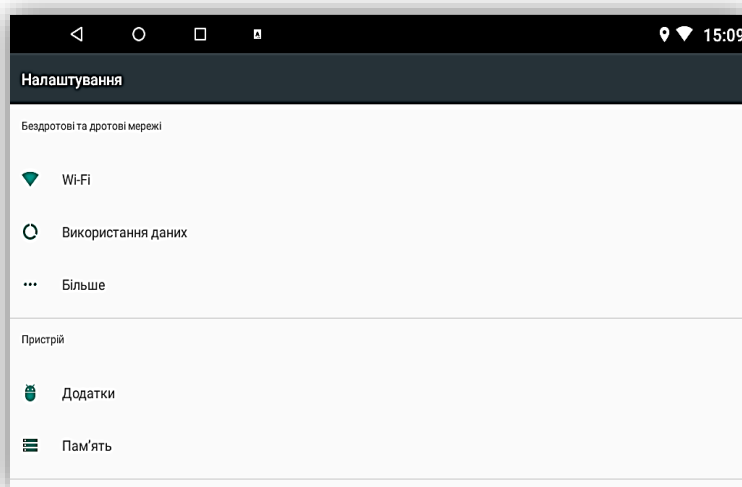 15:09
Налаштування
Бездротові та дротові мережі
Wi-Fi
Використання даних
Більше
Пристрій
Додатки
Пам’ять